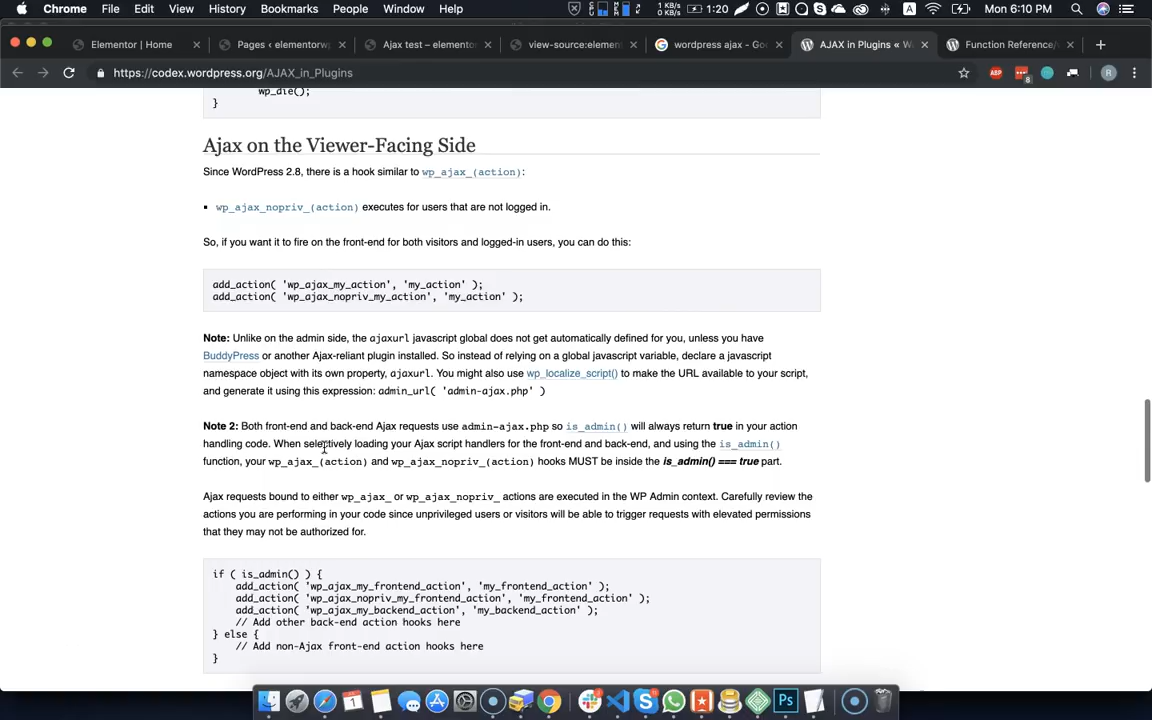 Chrome File Edit View History Bookmarks People Window Help 1 KB/s 0 KB/s 1:20 A Mon 6:10 PM
Elementor | Home × Pages ‹ elementorw × Ajax test – elemento × view-source:elemen × wordpress ajax - Goo × AJAX in Plugins « W × Function Reference/ × +
https://codex.wordpress.org/AJAX_in_Plugins ABP 8 R
wp_die();
}
Ajax on the Viewer-Facing Side
Since WordPress 2.8, there is a hook similar to wp_ajax_(action):
wp_ajax_nopriv_(action) executes for users that are not logged in.
So, if you want it to fire on the front-end for both visitors and logged-in users, you can do this:
add_action( 'wp_ajax_my_action', 'my_action' );
add_action( 'wp_ajax_nopriv_my_action', 'my_action' );
Note: Unlike on the admin side, the ajaxurl javascript global does not get automatically defined for you, unless you have
BuddyPress or another Ajax-reliant plugin installed. So instead of relying on a global javascript variable, declare a javascript
namespace object with its own property, ajaxurl. You might also use wp_localize_script() to make the URL available to your script,
and generate it using this expression: admin_url( 'admin-ajax.php' )
Note 2: Both front-end and back-end Ajax requests use admin-ajax.php so is_admin() will always return true in your action
handling code. When selectively loading your Ajax script handlers for the front-end and back-end, and using the is_admin()
function, your wp_ajax_(action) and wp_ajax_nopriv_(action) hooks MUST be inside the is_admin() === true part.
Ajax requests bound to either wp_ajax_ or wp_ajax_nopriv_ actions are executed in the WP Admin context. Carefully review the
actions you are performing in your code since unprivileged users or visitors will be able to trigger requests with elevated permissions
that they may not be authorized for.
if ( is_admin() ) {
add_action( 'wp_ajax_my_frontend_action', 'my_frontend_action' );
add_action( 'wp_ajax_nopriv_my_frontend_action', 'my_frontend_action' );
add_action( 'wp_ajax_my_backend_action', 'my_backend_action' );
// Add other back-end action hooks here
} else {
// Add non-Ajax front-end action hooks here
}
Ps